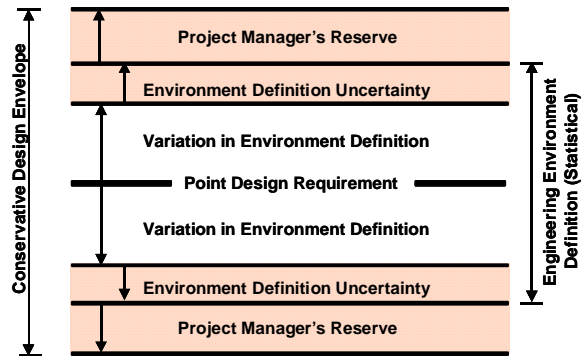 Conservative Design Envelope
Project Manager's Reserve
Environment Definition Uncertainty
Variation in Environment Definition
Point Design Requirement
Variation in Environment Definition
Environment Definition Uncertainty
Project Manager's Reserve
Engineering Environment
Definition (Statistical)